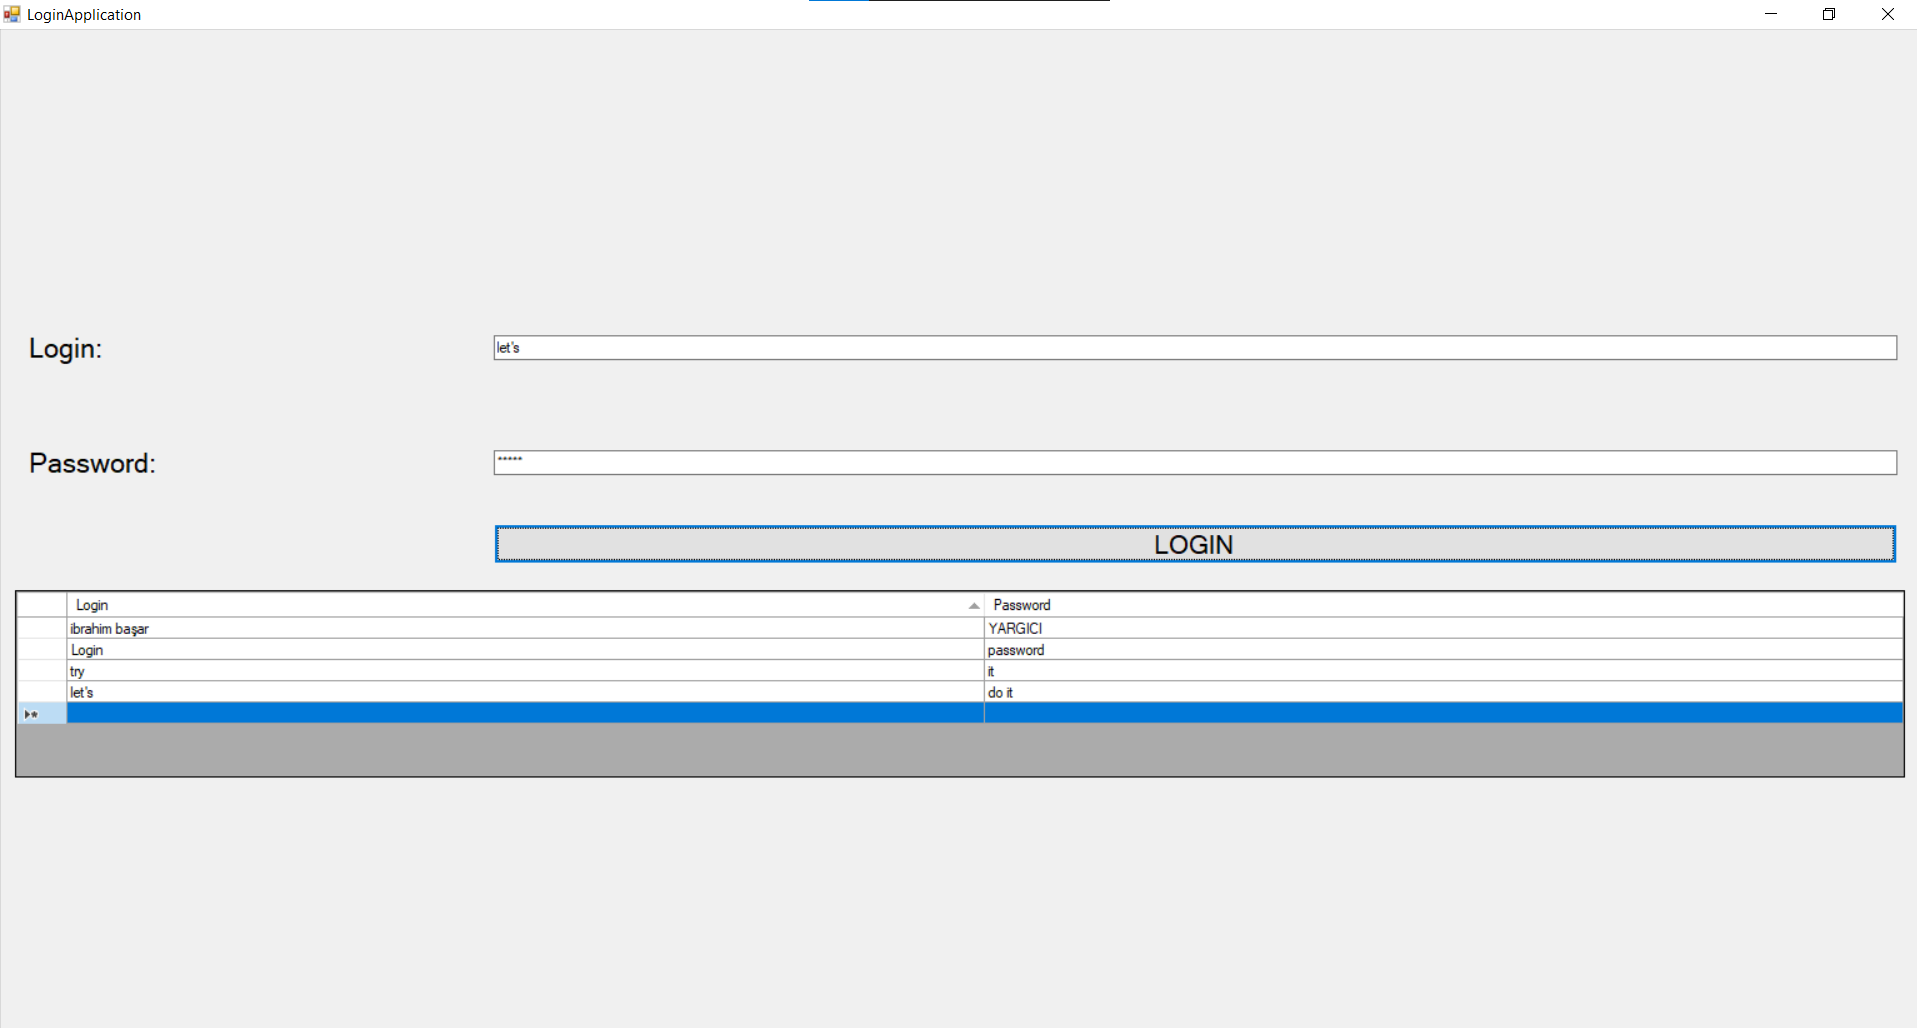 LoginApplication
Login: let's
Password: *****
LOGIN
Login Password
ibrahim başar YARGICI
Login password
try it
let's do it